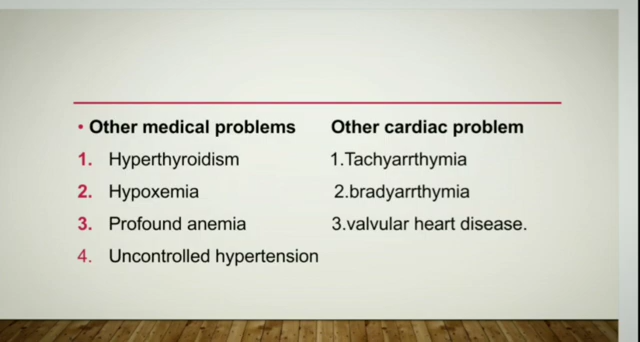 • Other medical problems
1. Hyperthyroidism
2. Hypoxemia
3. Profound anemia
4. Uncontrolled hypertension
Other cardiac problem
1.Tachyarrthymia
2.bradyarrthymia
3.valvular heart disease.